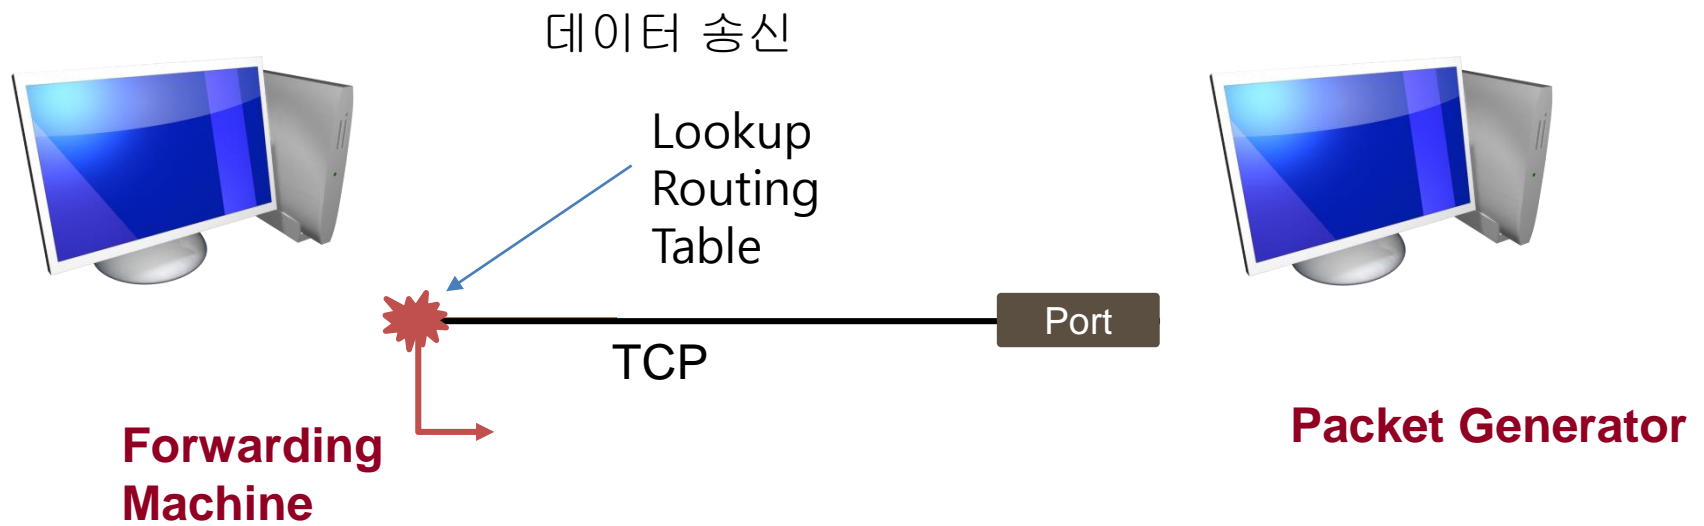 데이터 송신
Lookup
Routing
Table
Port
TCP
Forwarding
Machine
Packet Generator